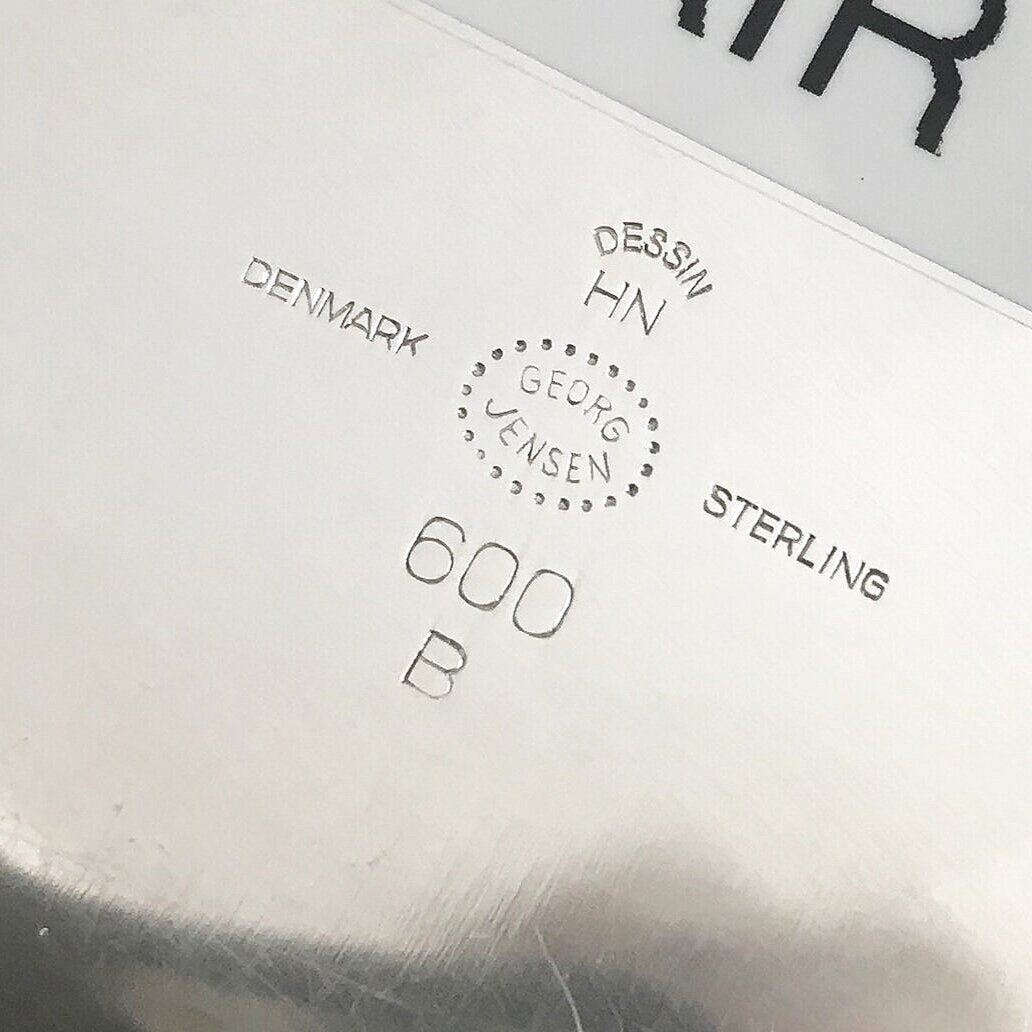 DESSIN
HN
DENMARK
GEORG
JENSEN
STERLING
600
B